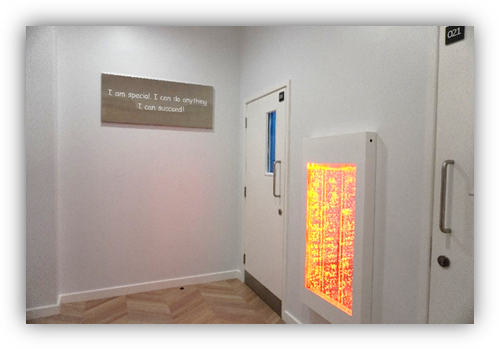 I am special. I can do anything
I can succeed!
021